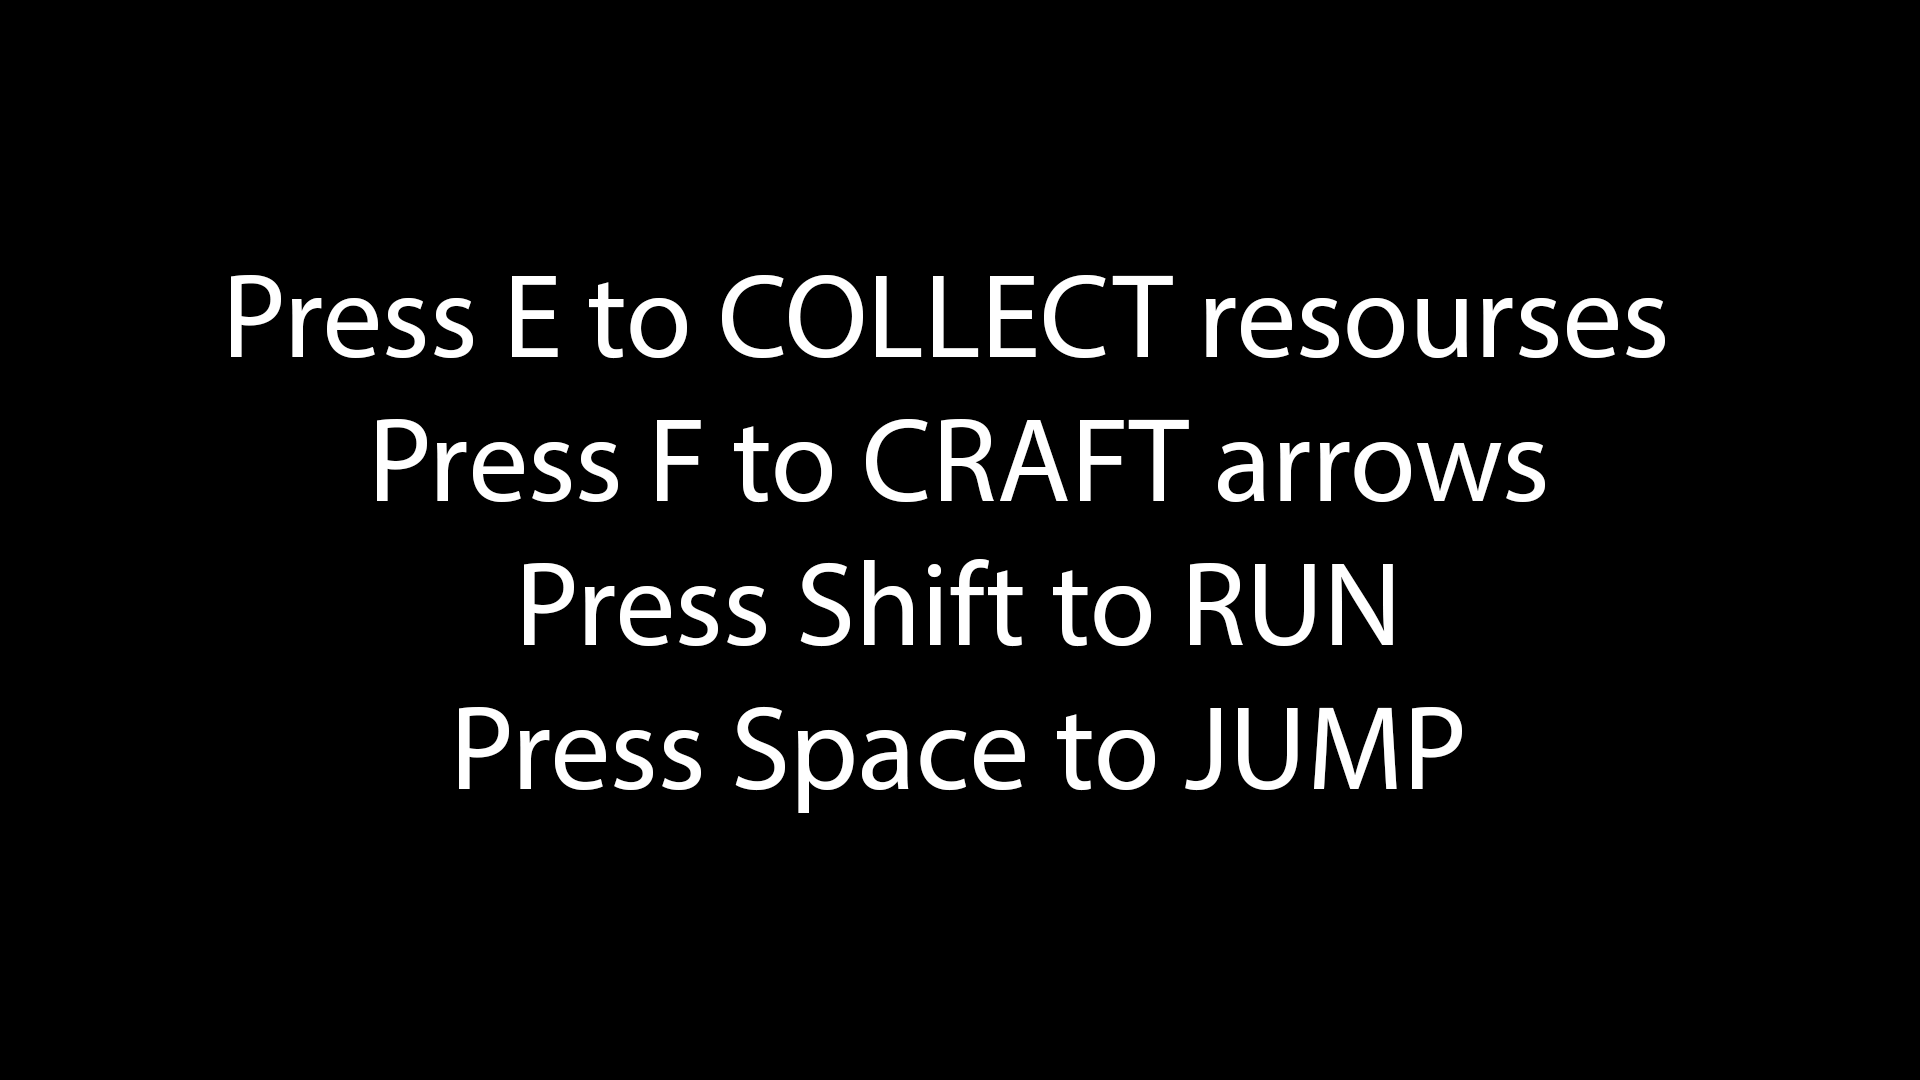 Press E to COLLECT resourses
Press F to CRAFT arrows
Press Shift to RUN
Press Space to JUMP